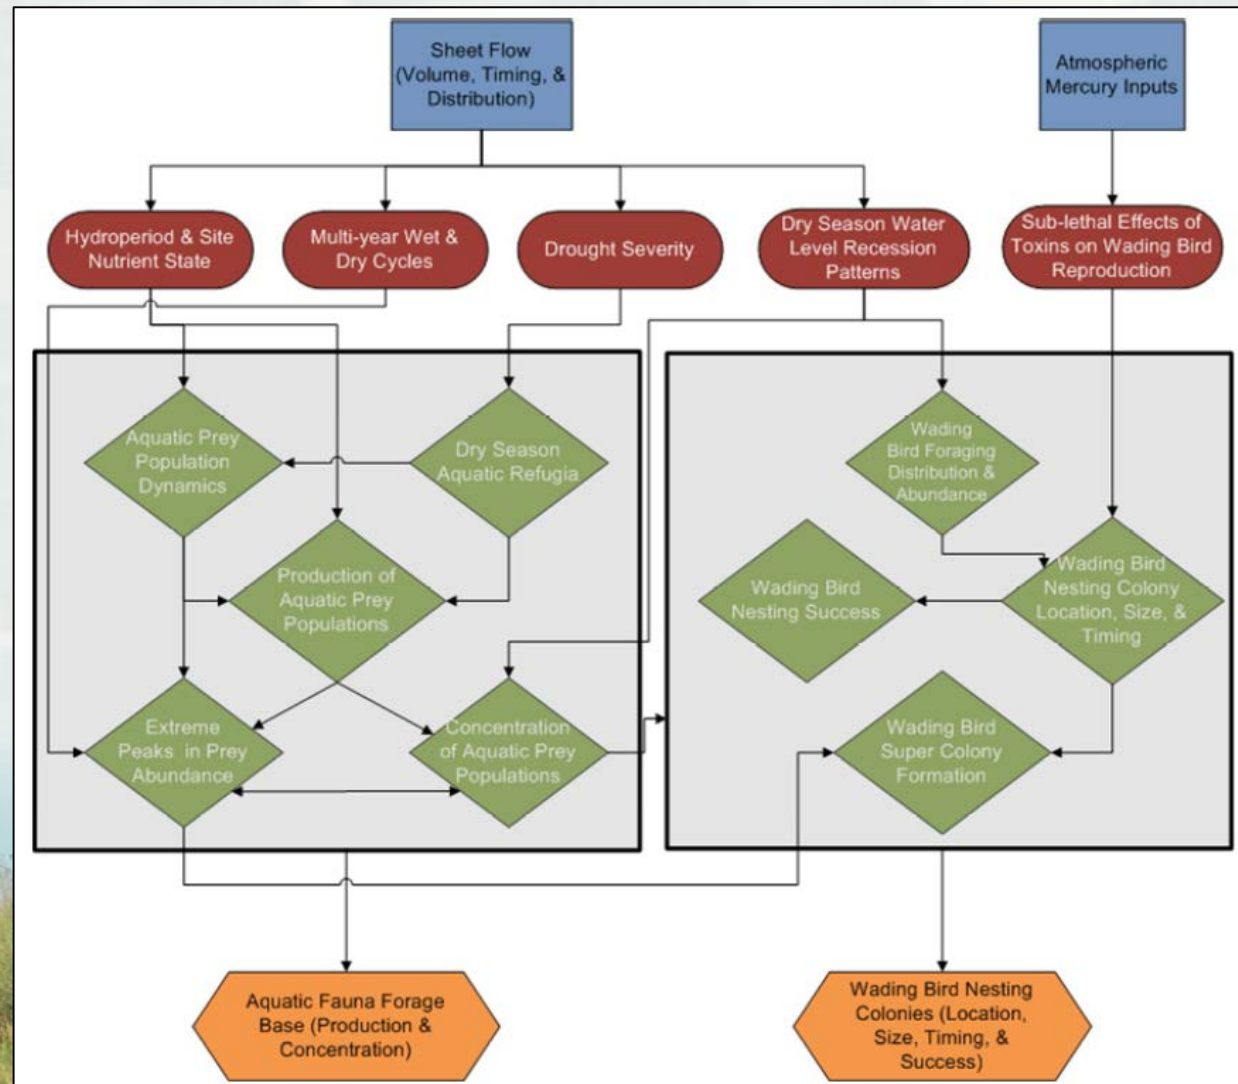 Sheet Flow
(Volume, Timing, &
Distribution)
Atmospheric
Mercury Inputs
Hydroperiod & Site
Nutrient State
Multi-year Wet &
Dry Cycles
Drought Severity
Dry Season Water
Level Recession
Patterns
Sub-lethal Effects of
Toxins on Wading Bird
Reproduction
Aquatic Prey
Population
Dynamics
Dry Season
Aquatic Refugia
Wading
Bird Foraging
Distribution &
Abundance
Production of
Aquatic Prey
Populations
Wading Bird
Nesting Success
Wading Bird
Nesting Colony
Location, Size, &
Timing
Extreme
Peaks in Prey
Abundance
Concentration
of Aquatic Prey
Populations
Wading Bird
Super Colony
Formation
Aquatic Fauna Forage
Base (Production &
Concentration)
Wading Bird Nesting
Colonies (Location,
Size, Timing, &
Success)